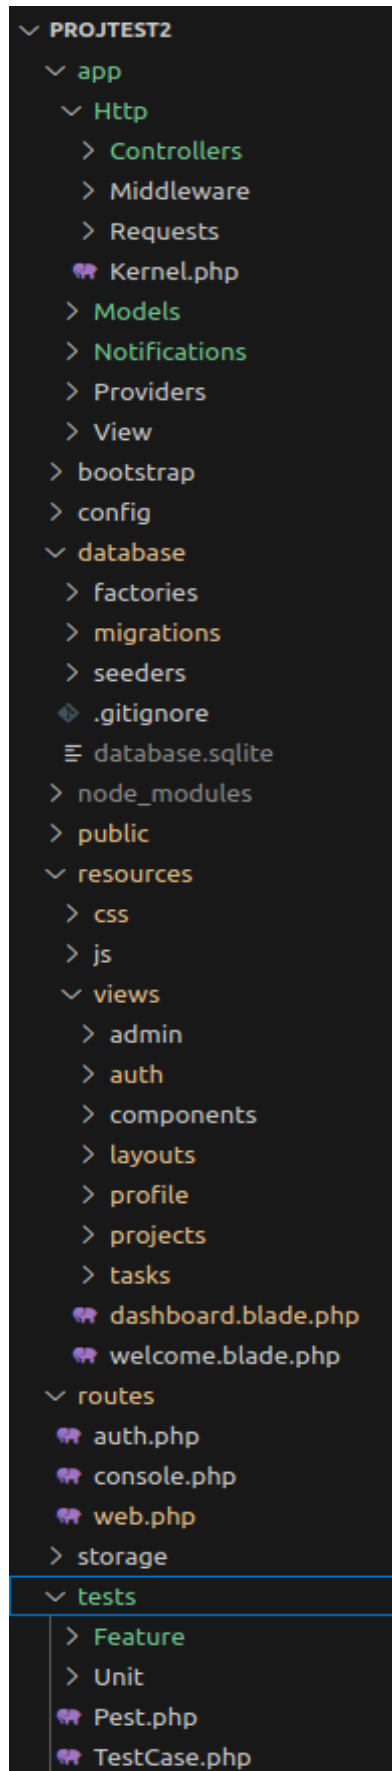 PROJTEST2
app
Http
Controllers
Middleware
Requests
Kernel.php
Models
Notifications
Providers
View
bootstrap
config
database
factories
migrations
seeders
.gitignore
database.sqlite
node_modules
public
resources
css
js
views
admin
auth
components
layouts
profile
projects
tasks
dashboard.blade.php
welcome.blade.php
routes
auth.php
console.php
web.php
storage
tests
Feature
Unit
Pest.php
TestCase.php